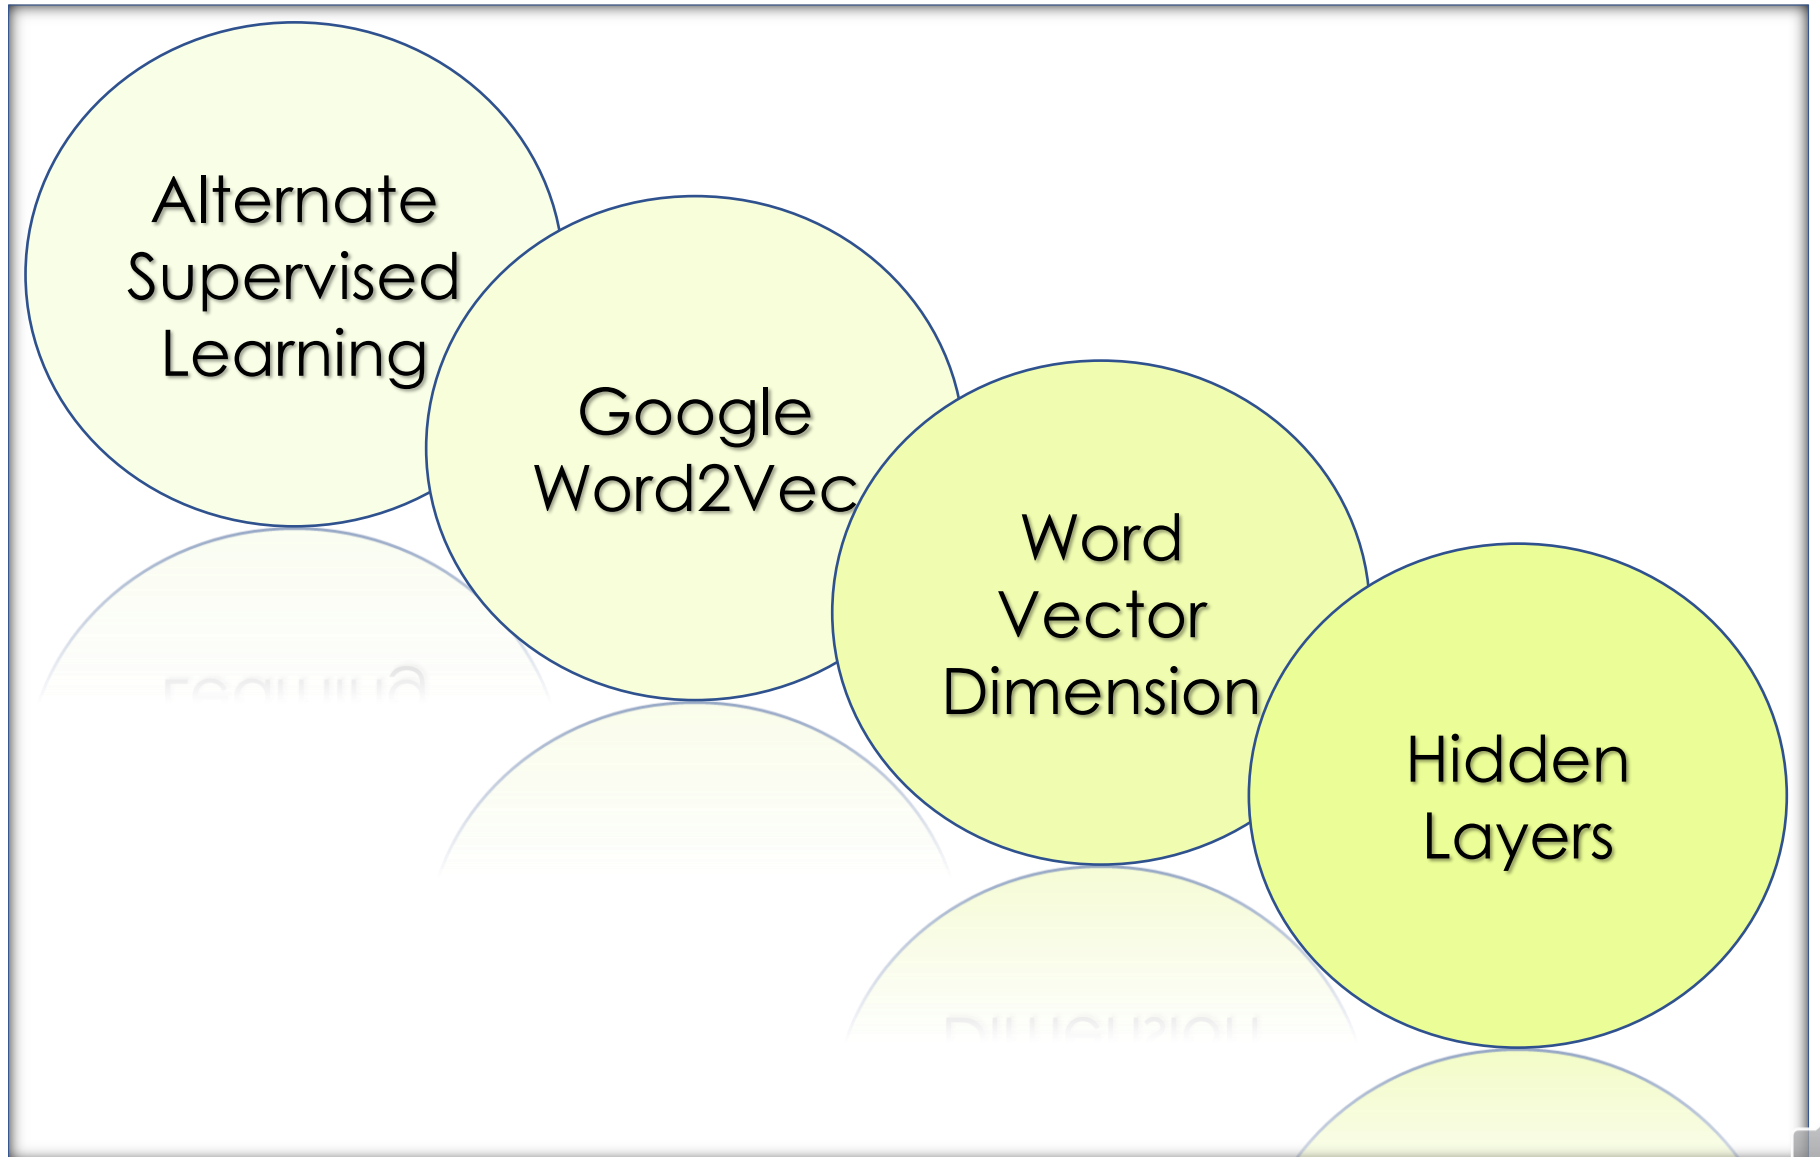 Alternate
Supervised
Learning
Google
Word2Vec
Word
Vector
Dimension
Hidden
Layers